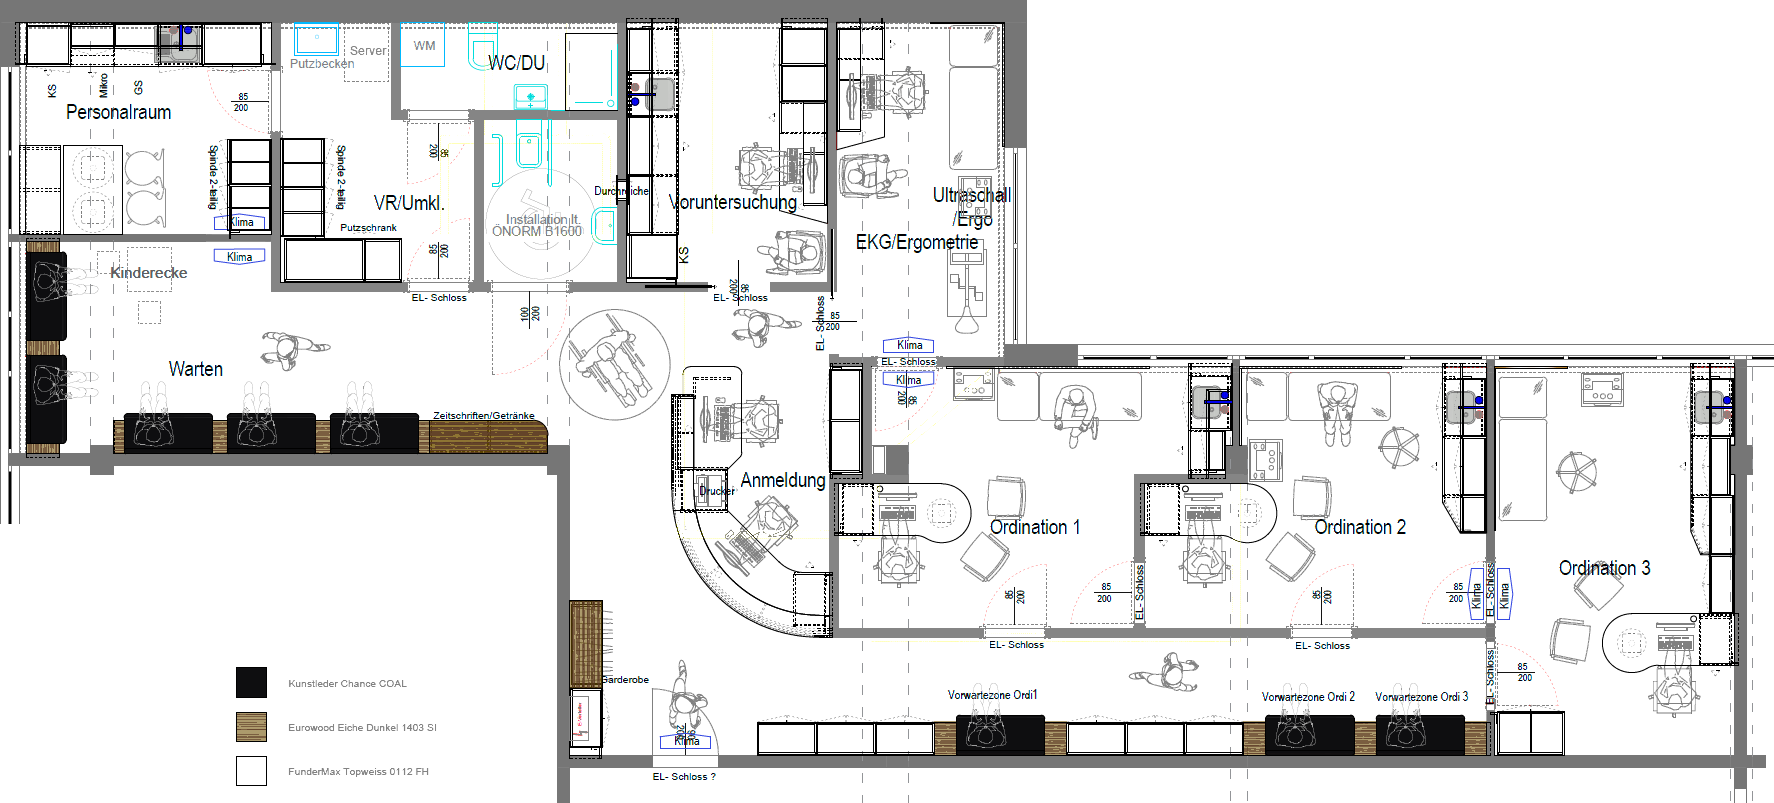 Server
Putzbecken
WM
WC/DU
KS
Mikro
GS
Personalraum
85
200
Spinde 2-teilig
Spinde 2-teilig
Klima
Klima
VR/Umkl.
Putzschrank
85
200
85
200
EL- Schloss
Installation lt.
ÖNORM B1600
Durchreiche
Voruntersuchung
KS
85
200
EL- Schloss
Ultraschall
/Ergo
EKG/Ergometrie
EL- Schloss
85
200
Klima
EL- Schloss
Klima
85
200
Kinderecke
Warten
100
200
Zeitschriften/Getränke
Anmeldung
Drucker
Ordination 1
85
200
EL- Schloss
85
200
EL- Schloss
Ordination 2
85
200
EL- Schloss
85
200
Klima
EL- Schloss
Klima
Ordination 3
EL- Schloss
85
200
Garderobe
90
200
Klima
EL- Schloss ?
Vorwartezone Ordi1
Vorwartezone Ordi 2
Vorwartezone Ordi 3
Kunstleder Chance COAL
Eurowood Eiche Dunkel 1403 SI
FunderMax Topweiss 0112 FH